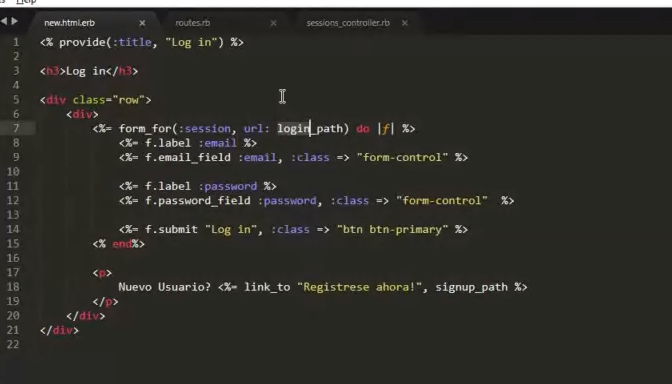 Help
new.html.erb × routes.rb × sessions_controller.rb ×
1 <% provide(:title, "Log in") %>
2
3 <h3>Log in</h3>
4
5 <div class="row">
6 <div>
7 <%= form_for(:session, url: login_path) do |f| %>
8 <%= f.label :email %>
9 <%= f.email_field :email, :class => "form-control" %>
10
11 <%= f.label :password %>
12 <%= f.password_field :password, :class => "form-control" %>
13
14 <%= f.submit "Log in", :class => "btn btn-primary" %>
15 <% end%>
16
17 <p>
18 Nuevo Usuario? <%= link_to "Registrese ahora!", signup_path %>
19 </p>
20 </div>
21 </div>
22